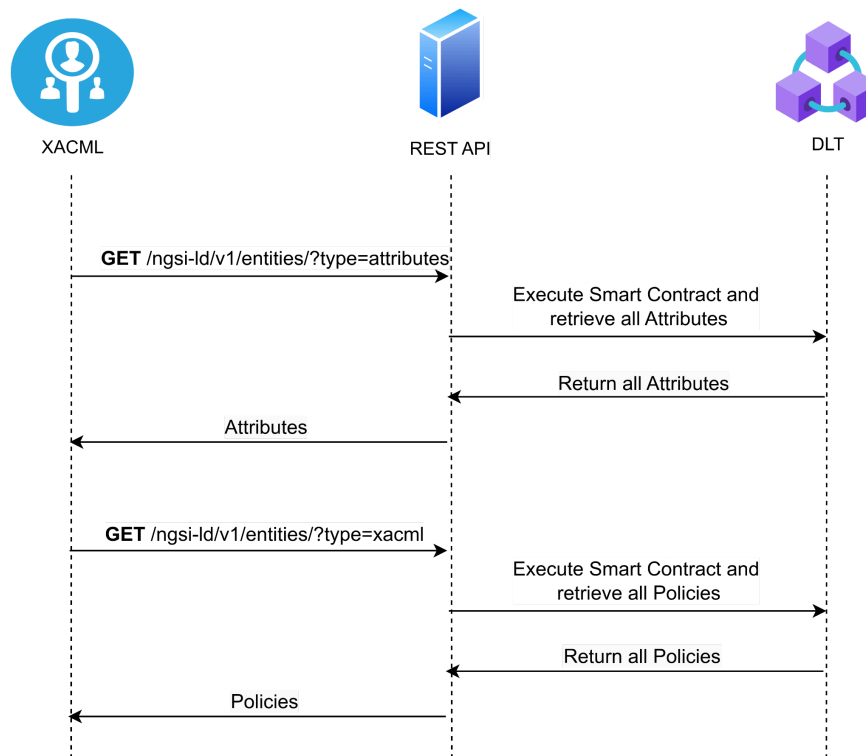 XACML
REST API
DLT
GET /ngsi-ld/v1/entities/?type=attributes
Execute Smart Contract and
retrieve all Attributes
Return all Attributes
Attributes
GET /ngsi-ld/v1/entities/?type=xacml
Execute Smart Contract and
retrieve all Policies
Return all Policies
Policies